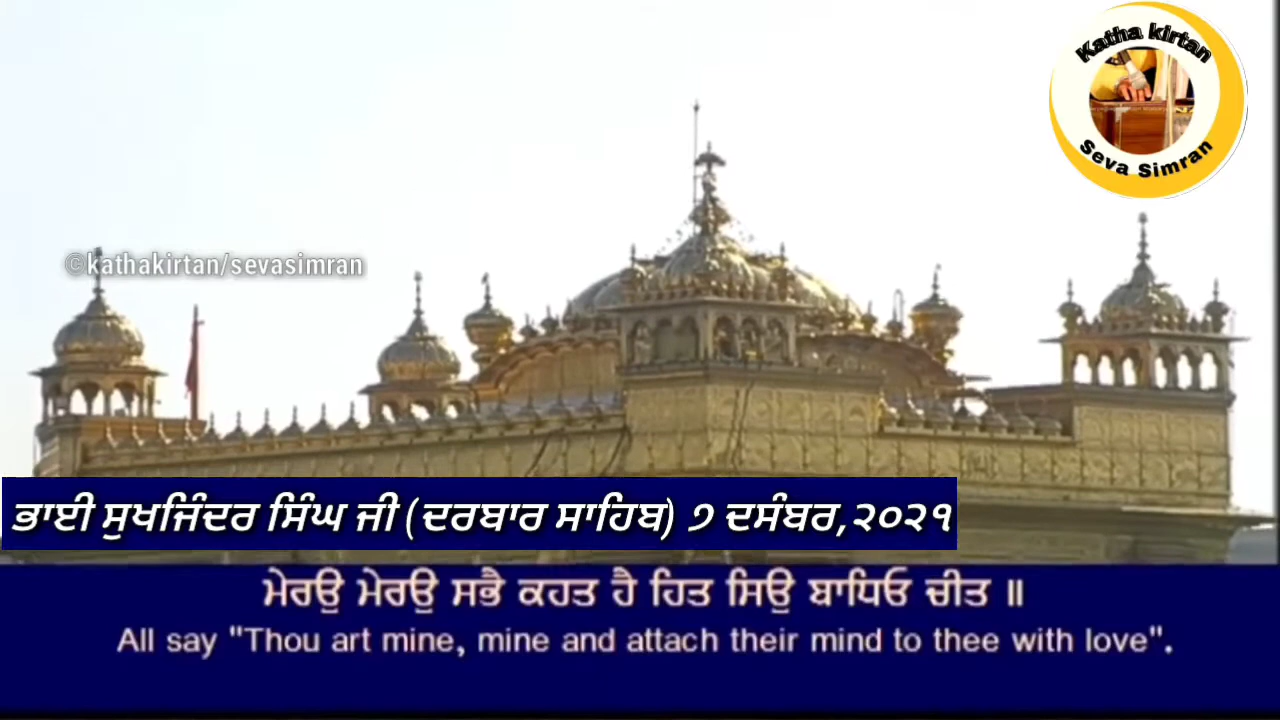 Katha kirtan
Seva Simran
©kathakirtan/sevasimran
ਭਾਈ ਸੁਖਜਿੰਦਰ ਸਿੰਘ ਜੀ (ਦਰਬਾਰ ਸਾਹਿਬ) ੭ ਦਸੰਬਰ,੨੦੨੧
ਮੇਰਉ ਮੇਰਉ ਸਭੈ ਕਹਤ ਹੈ ਹਿਤ ਸਿਉ ਬਾਧਿਓ ਚੀਤ ॥
All say "Thou art mine, mine and attach their mind to thee with love".